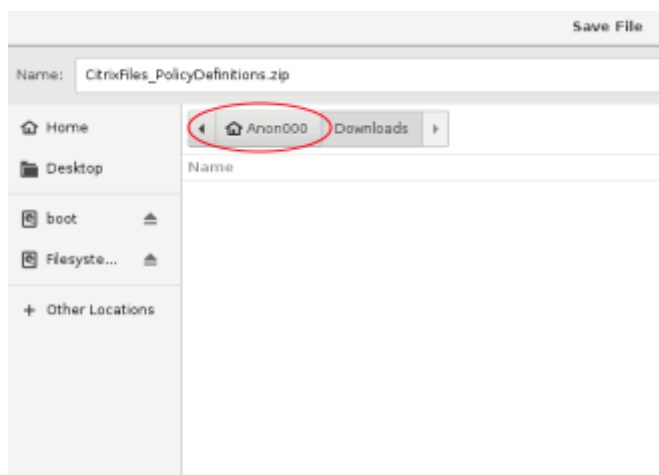 Save File
Name: CitrixFiles_PolicyDefinitions.zip
Home
Desktop
boot
Filesyste...
+ Other Locations
Anon000 Downloads
Name